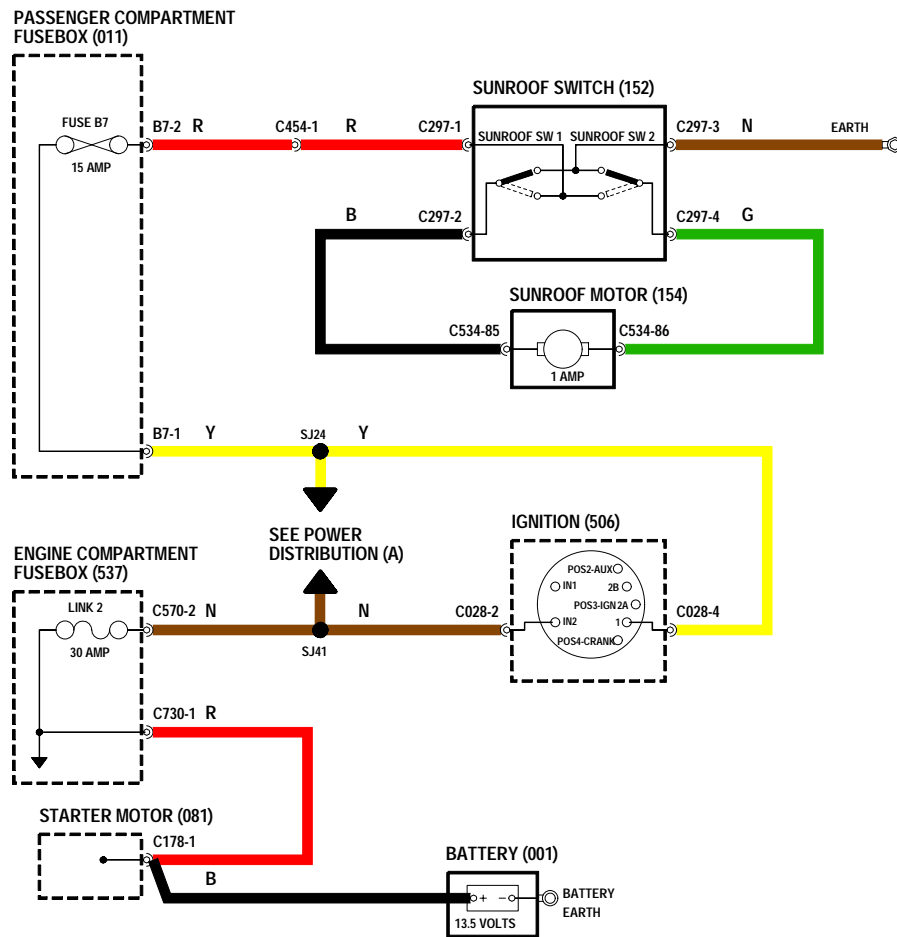 PASSENGER COMPARTMENT
FUSEBOX (011)
SUNROOF SWITCH (152)
FUSE B7
15 AMP
B7-2 R
C454-1
R
C297-1
SUNROOF SW 1
SUNROOF SW 2
C297-3
N
EARTH
B
C297-2
C297-4
G
SUNROOF MOTOR (154)
C534-85
C534-86
1 AMP
B7-1
Y
SJ24
Y
SEE POWER
DISTRIBUTION (A)
IGNITION (506)
ENGINE COMPARTMENT
FUSEBOX (537)
LINK 2
30 AMP
C570-2 N
N
SJ41
C028-2
POS2-AUX
IN1
2B
POS3-IGN 2A
IN2
1
POS4-CRANK
C028-4
C730-1 R
STARTER MOTOR (081)
C178-1
B
BATTERY (001)
+ -
13.5 VOLTS
BATTERY
EARTH